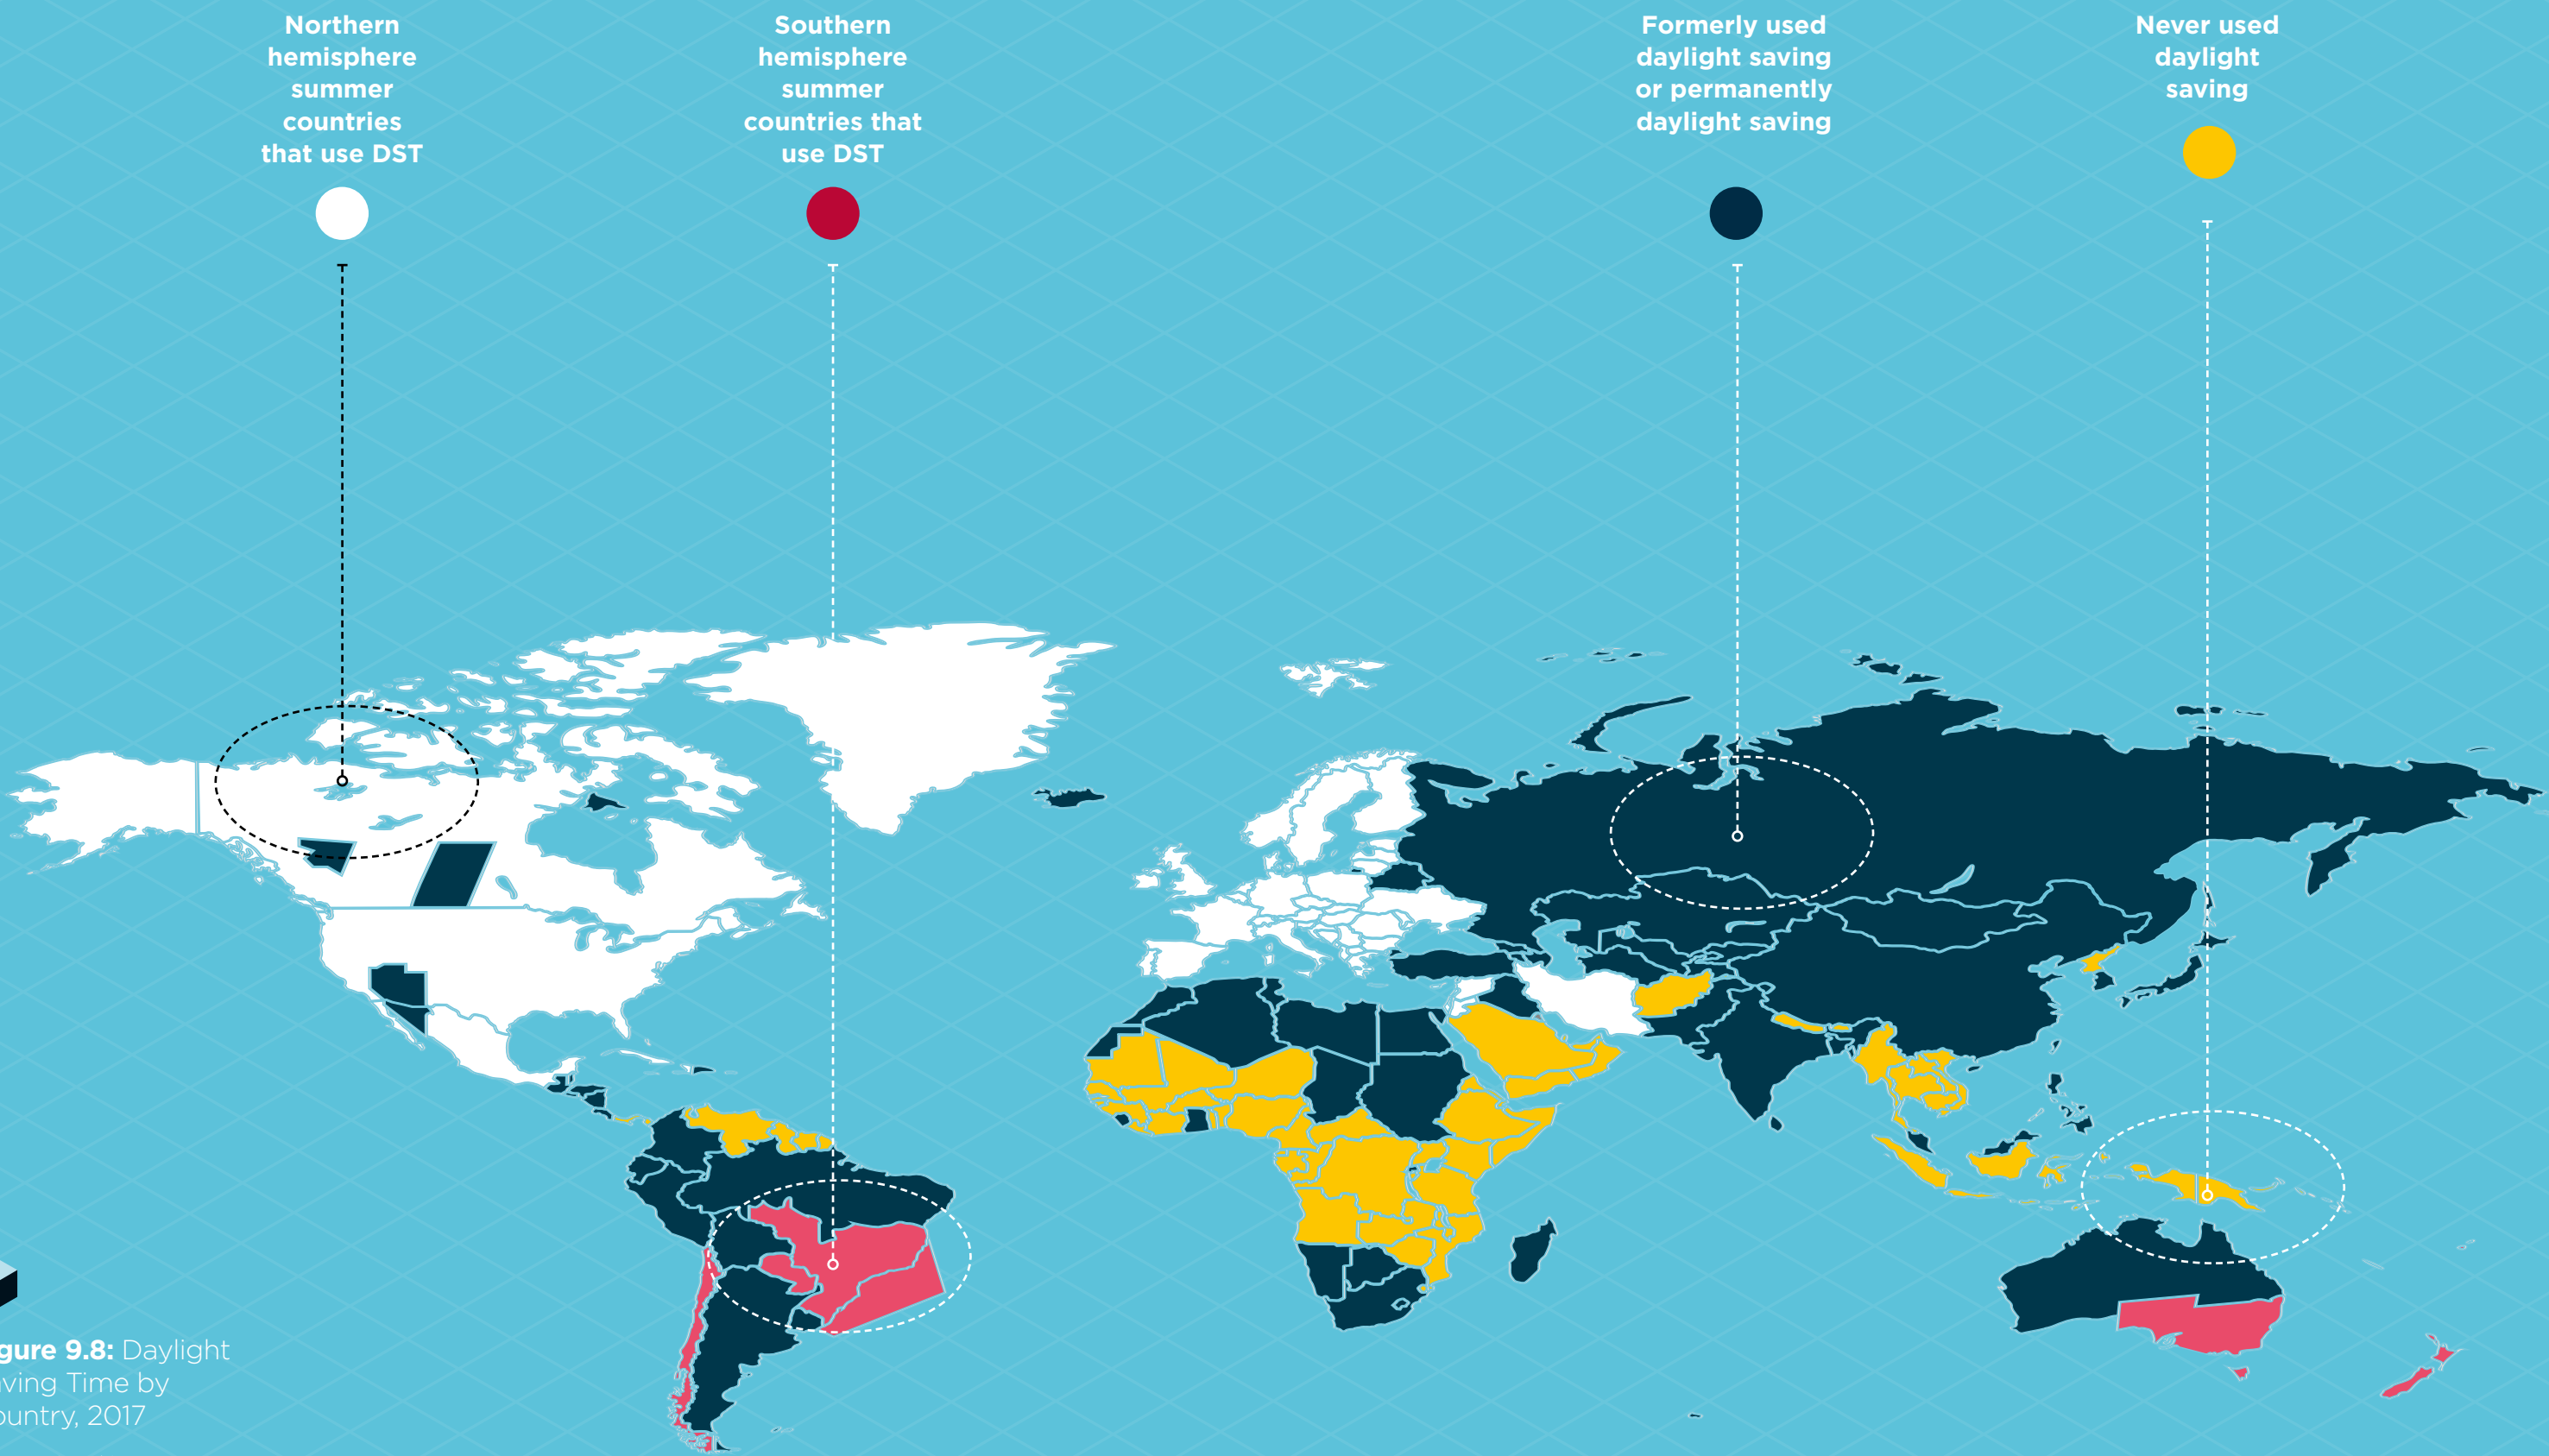 Northern
hemisphere
summer
countries
that use DST
Southern
hemisphere
summer
countries that
use DST
Formerly used
daylight saving
or permanently
daylight saving
Never used
daylight
saving
gure 9.8: Daylight
ving Time by
ountry, 2017